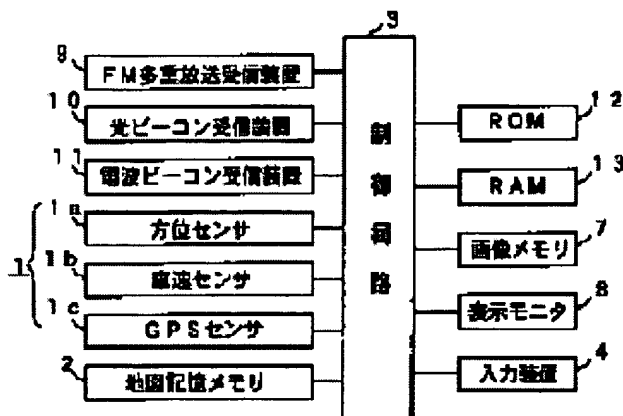 3
9
FM多重放送受信装置
10
光ビーコン受信装置
11
電波ビーコン受信装置
1a
方位センサ
1
1b
車速センサ
1c
GPSセンサ
2
地図記憶メモリ
制御回路
12
ROM
13
RAM
7
画像メモリ
8
表示モニタ
4
入力装置